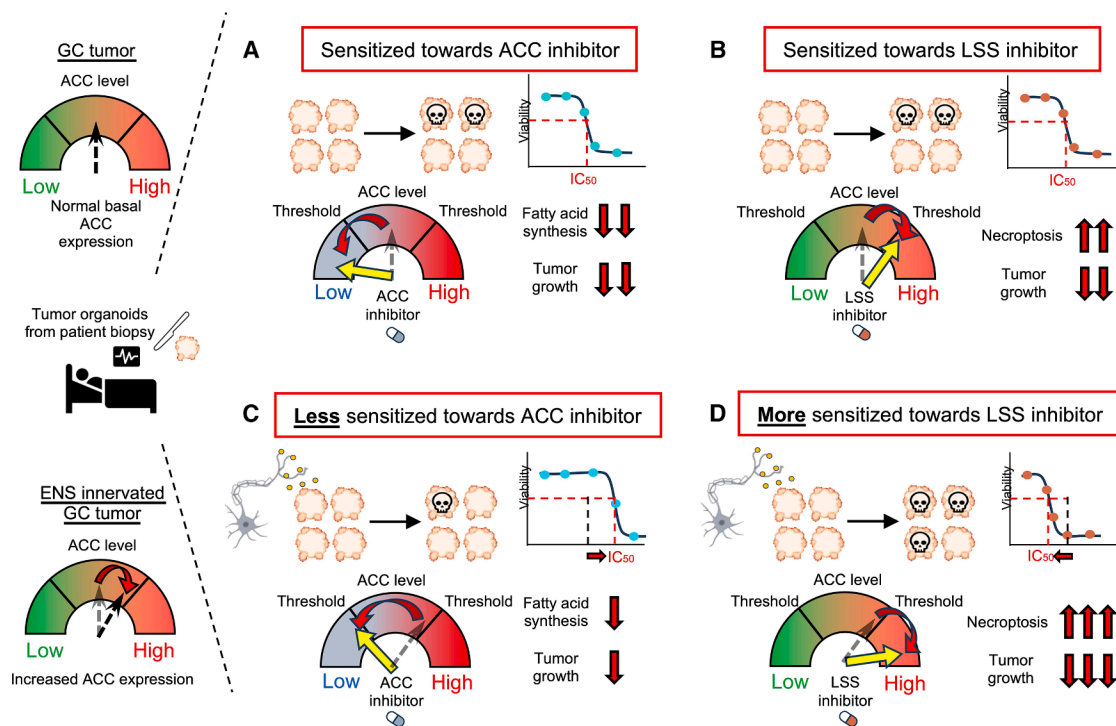 GC tumor
ACC level
Low
High
Normal basal
ACC
expression
Tumor organoids
from patient biopsy
ENS innervated
GC tumor
ACC level
Low
High
Increased ACC expression
A
Sensitized towards ACC inhibitor
Viability
IC50
ACC level
Threshold
Threshold
Low
High
ACC
inhibitor
Fatty acid
synthesis
Tumor
growth
B
Sensitized towards LSS inhibitor
Viability
IC50
ACC level
Threshold
Threshold
Low
High
LSS
inhibitor
Necroptosis
Tumor
growth
C
Less sensitized towards ACC inhibitor
Viability
IC50
ACC level
Threshold
Threshold
Low
High
ACC
inhibitor
Fatty acid
synthesis
Tumor
growth
D
More sensitized towards LSS inhibitor
Viability
IC50
ACC level
Threshold
Threshold
Low
High
LSS
inhibitor
Necroptosis
Tumor
growth